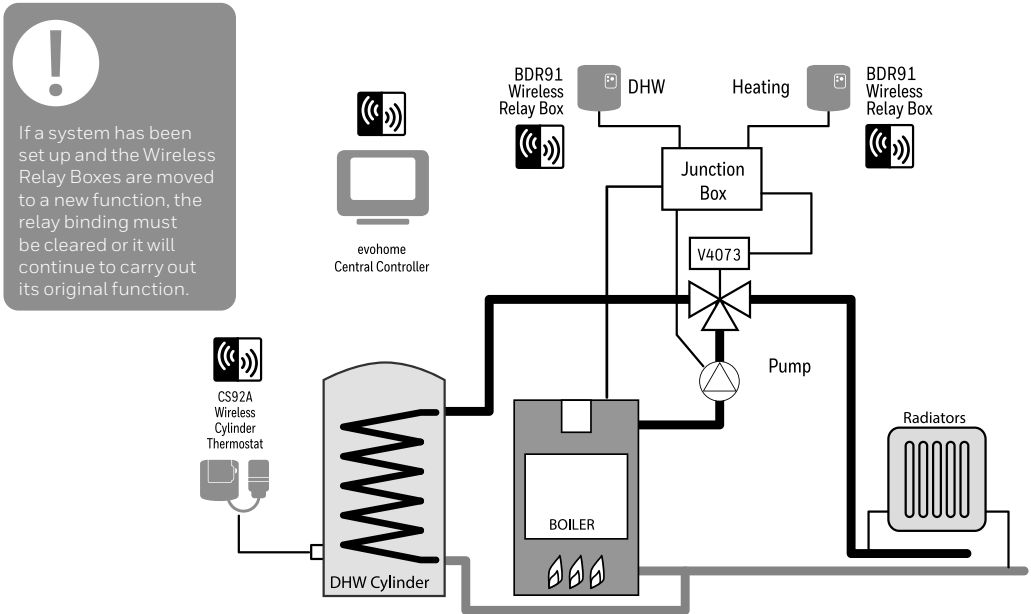 !
If a system has been
set up and the Wireless
Relay Boxes are moved
to a new function, the
relay binding must
be cleared or it will
continue to carry out
its original function.
evohome
Central Controller
BDR91
Wireless
Relay Box
DHW
Heating
BDR91
Wireless
Relay Box
Junction
Box
V4073
Pump
CS92A
Wireless
Cylinder
Thermostat
DHW Cylinder
BOILER
Radiators